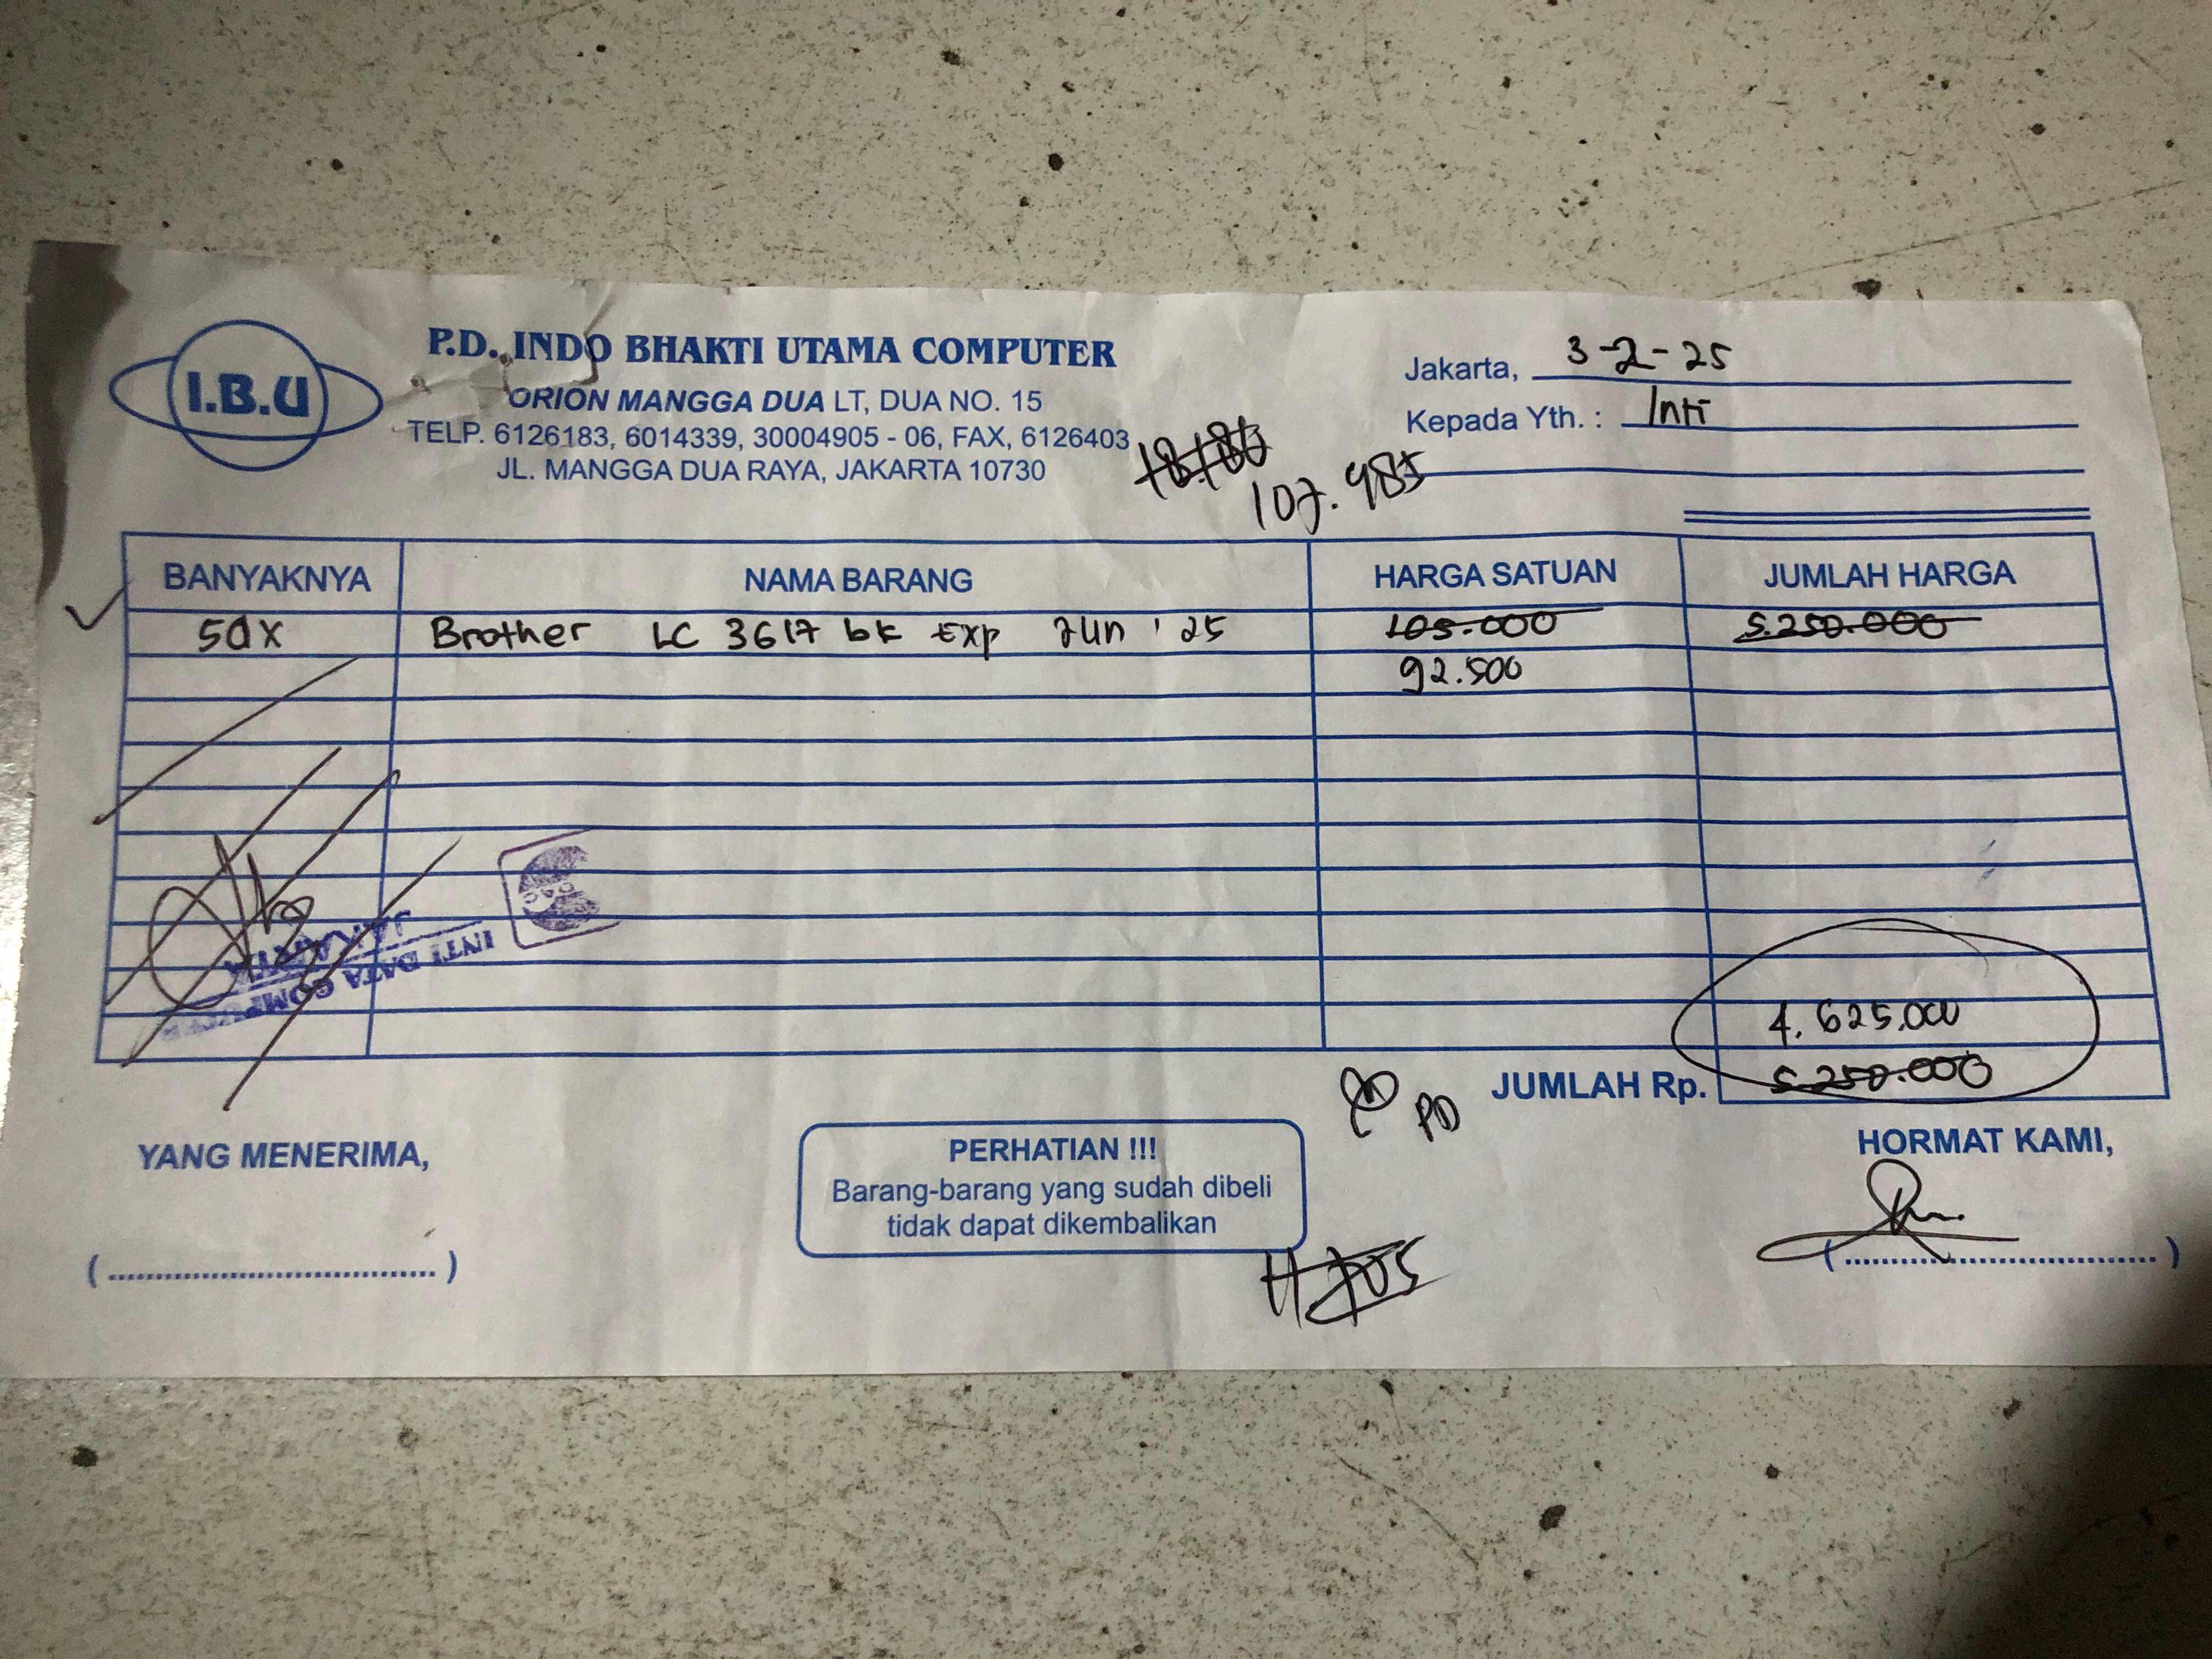 I.B.U
P.D. INDO BHAKTI UTAMA COMPUTER
ORION MANGGA DUA LT, DUA NO. 15
TELP. 6126183, 6014339, 30004905 - 06, FAX, 6126403
JL. MANGGA DUA RAYA, JAKARTA 10730
Jakarta, 3-2-25
Kepada Yth. : Inti
107.985
BANYAKNYA NAMA BARANG HARGA SATUAN JUMLAH HARGA
50x Brother LC 3617 bk Exp Jun '25 105.000 5.250.000
92.500
INTI DATA COMPUTER
JAKARTA
4.625.000
JUMLAH Rp. 5.250.000
PD
YANG MENERIMA,
PERHATIAN !!!
Barang-barang yang sudah dibeli
tidak dapat dikembalikan
HORMAT KAMI,
(....................................)
(....................................)